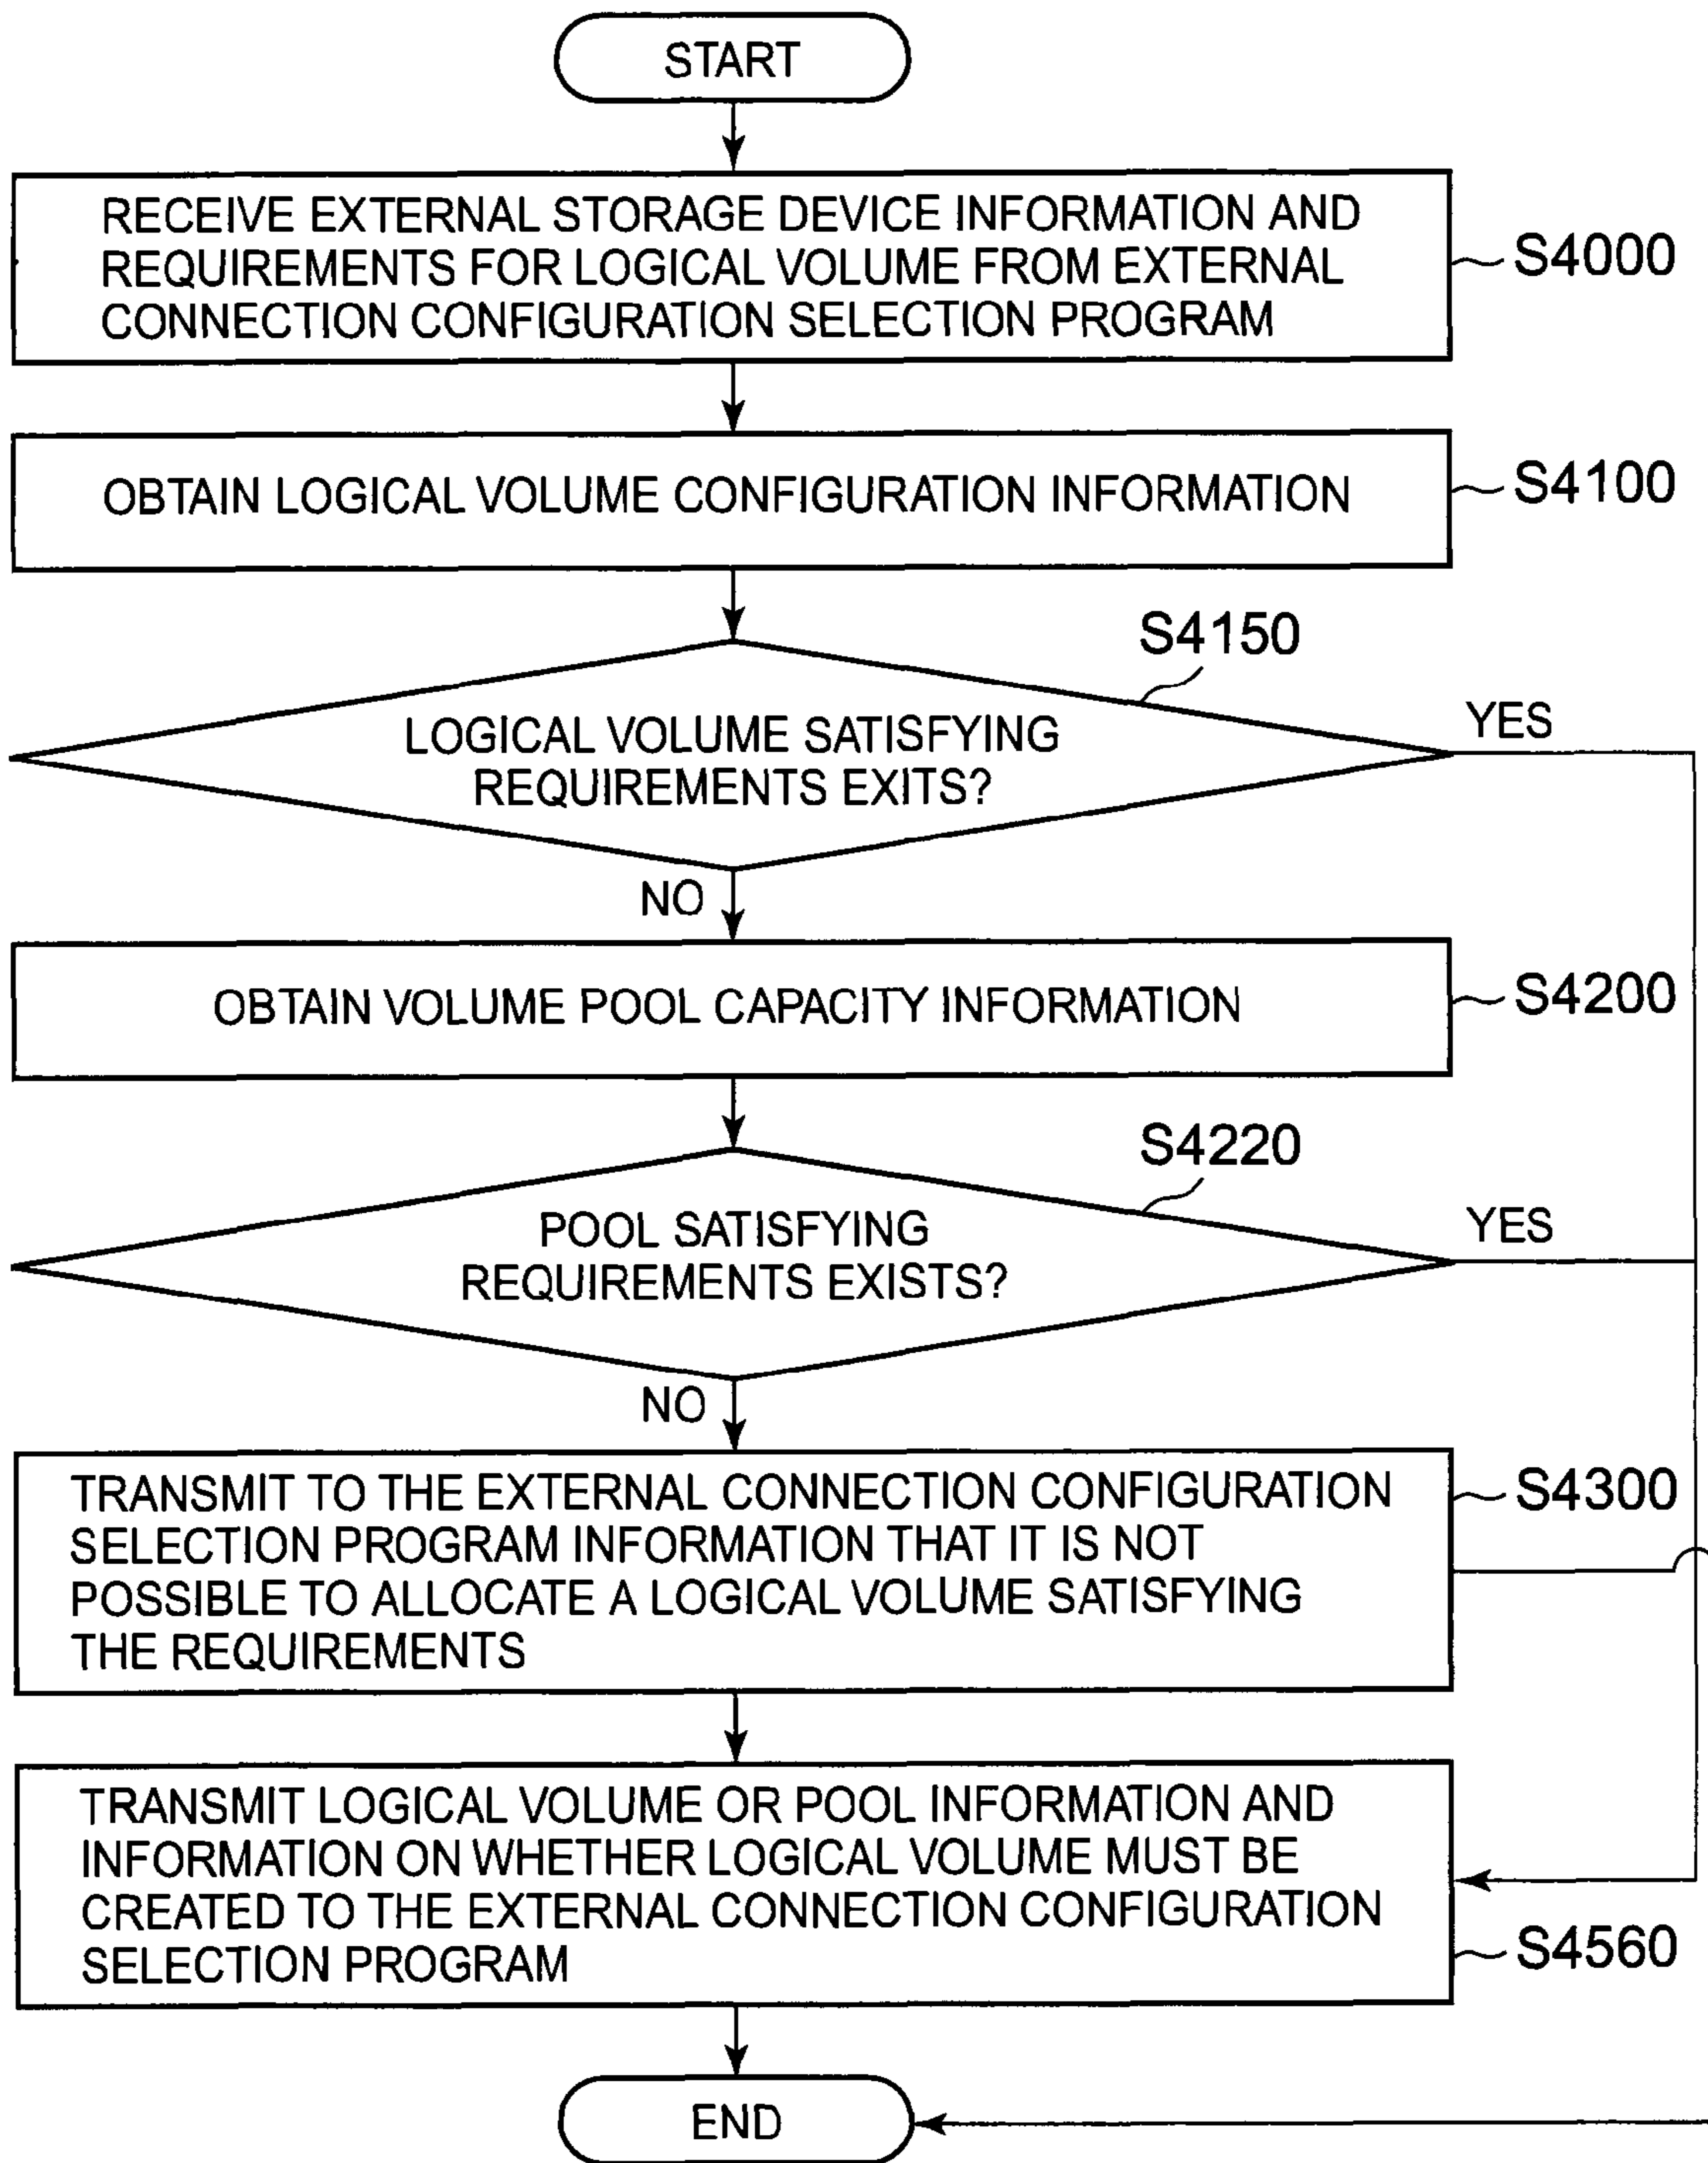 START
RECEIVE EXTERNAL STORAGE DEVICE INFORMATION AND
REQUIREMENTS FOR LOGICAL VOLUME FROM EXTERNAL
CONNECTION CONFIGURATION SELECTION PROGRAM
S4000
OBTAIN LOGICAL VOLUME CONFIGURATION INFORMATION
S4100
S4150
LOGICAL VOLUME SATISFYING
REQUIREMENTS EXITS?
YES
NO
OBTAIN VOLUME POOL CAPACITY INFORMATION
S4200
S4220
POOL SATISFYING
REQUIREMENTS EXISTS?
YES
NO
TRANSMIT TO THE EXTERNAL CONNECTION CONFIGURATION
SELECTION PROGRAM INFORMATION THAT IT IS NOT
POSSIBLE TO ALLOCATE A LOGICAL VOLUME SATISFYING
THE REQUIREMENTS
S4300
TRANSMIT LOGICAL VOLUME OR POOL INFORMATION AND
INFORMATION ON WHETHER LOGICAL VOLUME MUST BE
CREATED TO THE EXTERNAL CONNECTION CONFIGURATION
SELECTION PROGRAM
S4560
END